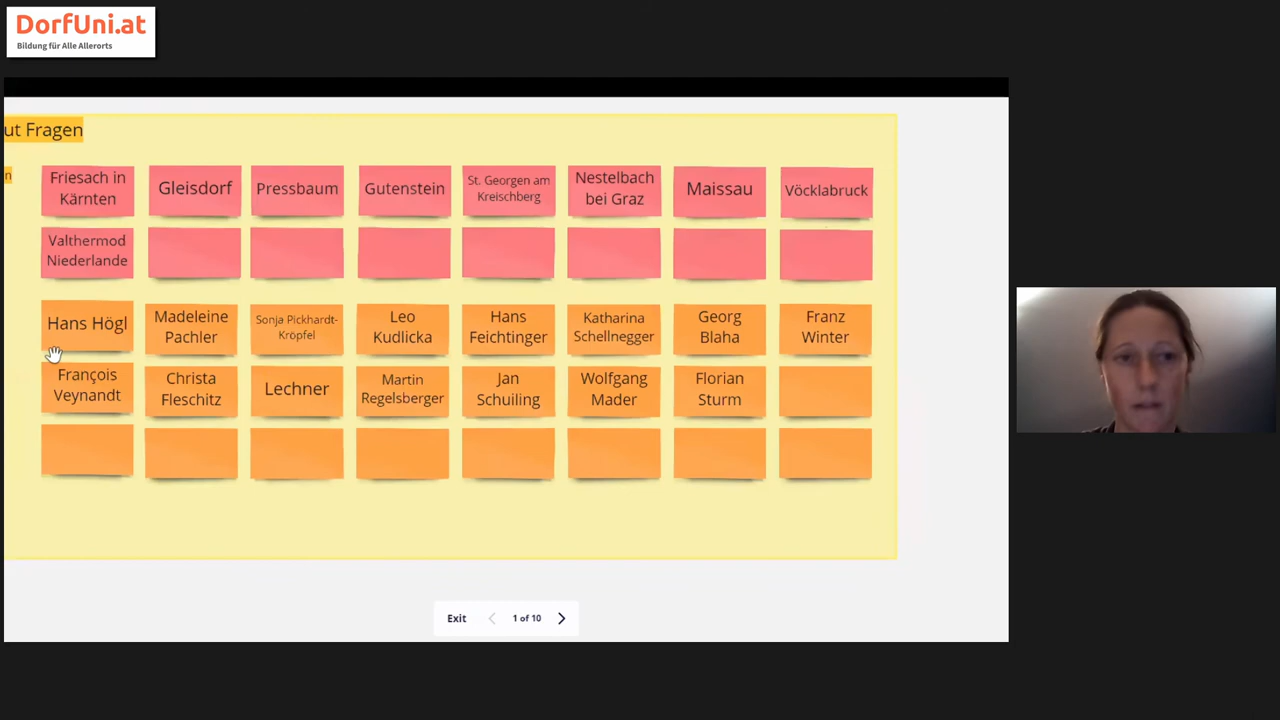 DorfUni.at
Bildung für Alle Allerorts
ut Fragen
n
Friesach in
Kärnten
Gleisdorf
Pressbaum
Gutenstein
St. Georgen am
Kreischberg
Nestelbach
bei Graz
Maissau
Vöcklabruck
Valthermod
Niederlande
Hans Högl
Madeleine
Pachler
Sonja Pickhardt-
Kröpfel
Leo
Kudlicka
Hans
Feichtinger
Katharina
Schellnegger
Georg
Blaha
Franz
Winter
François
Veynandt
Christa
Fleschitz
Lechner
Martin
Regelsberger
Jan
Schuiling
Wolfgang
Mader
Florian
Sturm
Exit
1 of 10